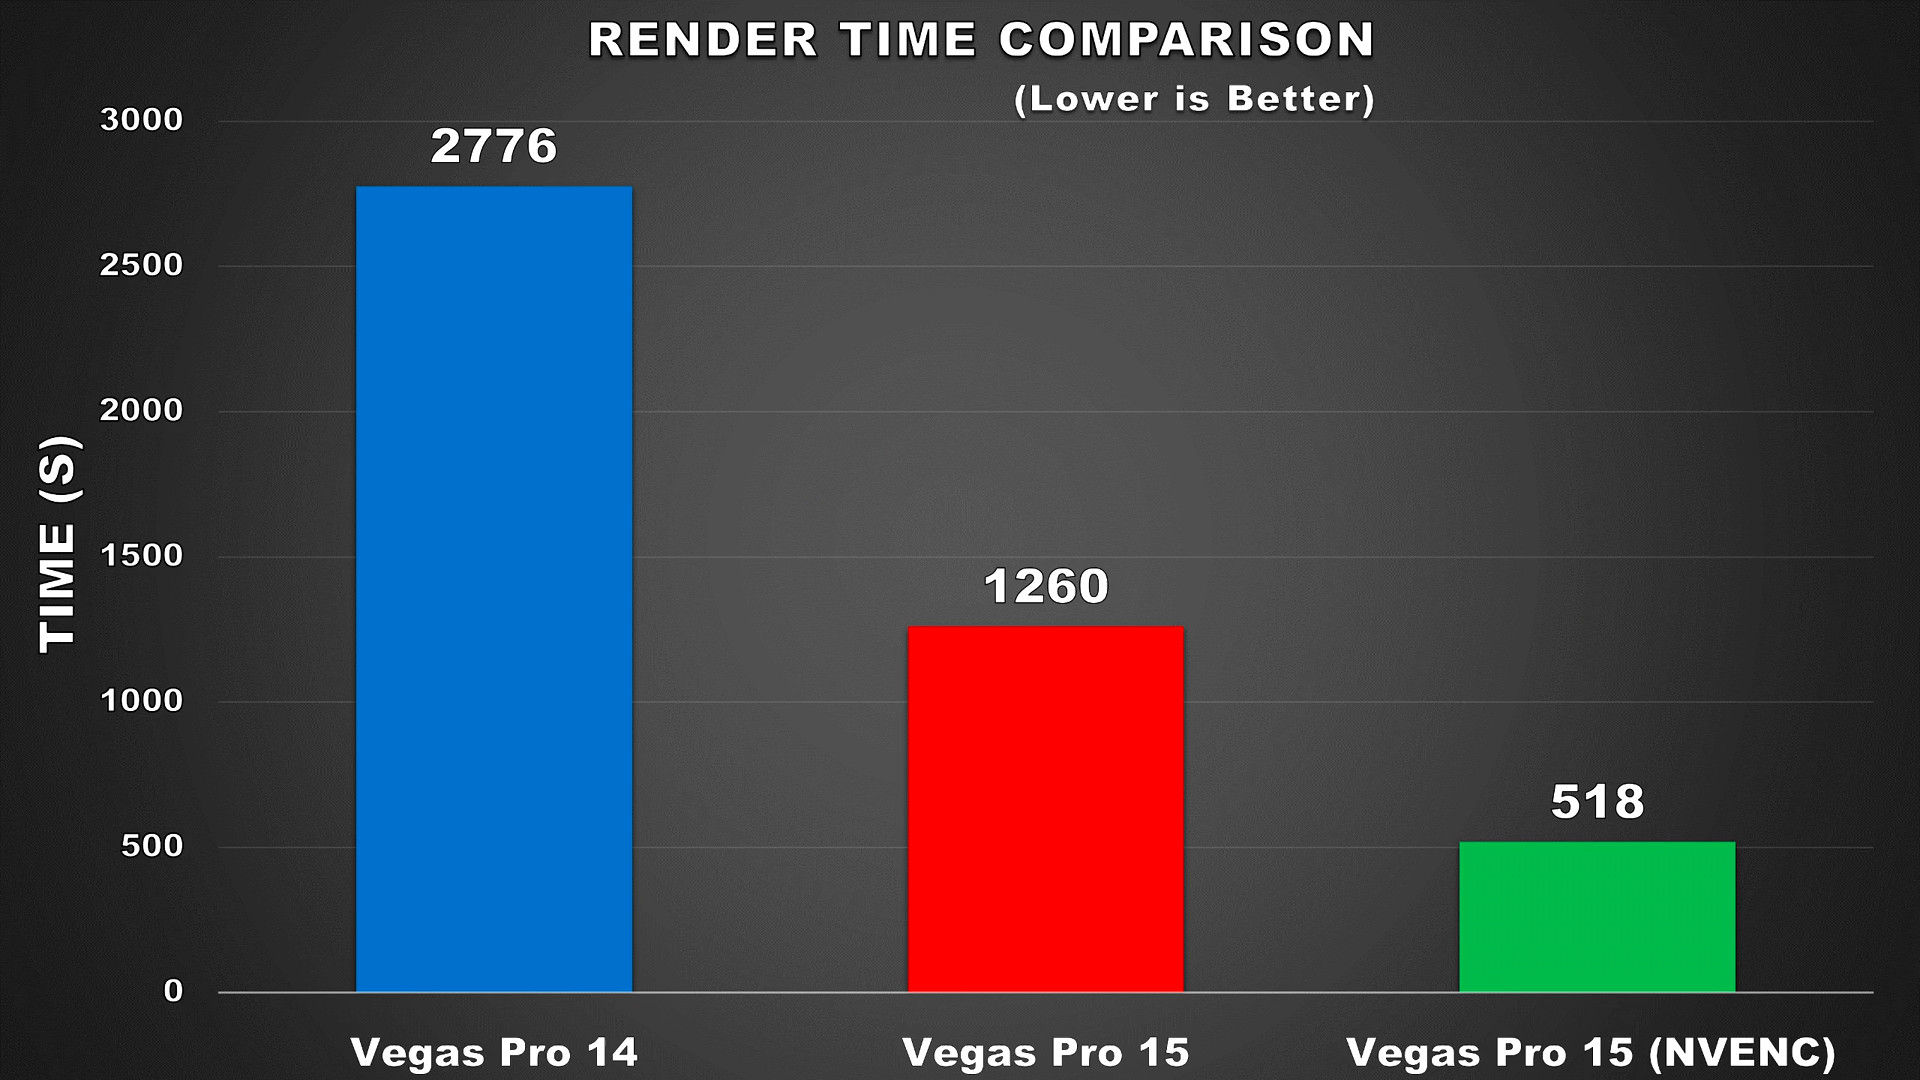 RENDER TIME COMPARISON
(Lower is Better)
3000
2776
2500
2000
TIME (S)
1500
1260
1000
518
500
0
Vegas Pro 14
Vegas Pro 15
Vegas Pro 15 (NVENC)